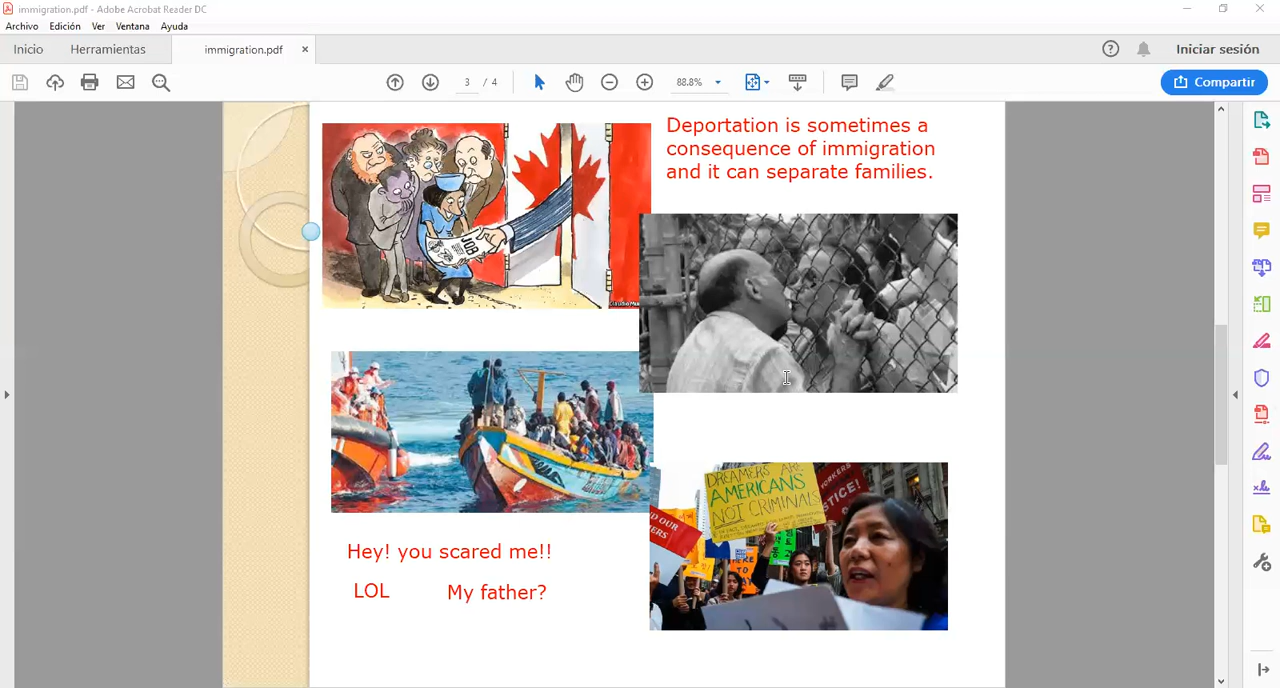 immigration.pdf - Adobe Acrobat Reader DC
Archivo Edición Ver Ventana Ayuda
Inicio Herramientas immigration.pdf × Iniciar sesión
3 / 4 88.8% Compartir
Deportation is sometimes a
consequence of immigration
and it can separate families.
JOB
DREAMERS ARE
AMERICANS
NOT CRIMINALS
Hey! you scared me!!
LOL My father?